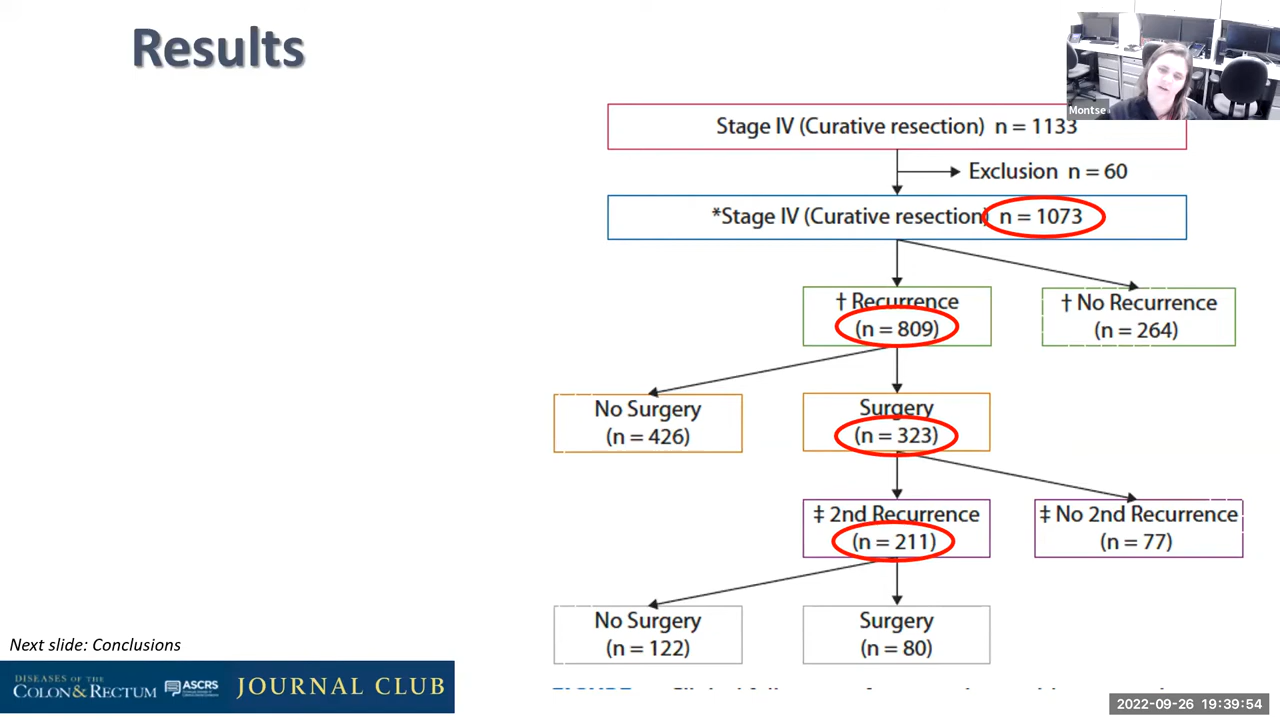 Results
Montse
Stage IV (Curative resection) n = 1133
Exclusion n = 60
*Stage IV (Curative resection) n = 1073
† Recurrence
(n = 809)
† No Recurrence
(n = 264)
No Surgery
(n = 426)
Surgery
(n = 323)
‡ 2nd Recurrence
(n = 211)
‡ No 2nd Recurrence
(n = 77)
No Surgery
(n = 122)
Surgery
(n = 80)
Next slide: Conclusions
DISEASES OF THE
COLON & RECTUM
ASCRS
JOURNAL CLUB
2022-09-26 19:39:54